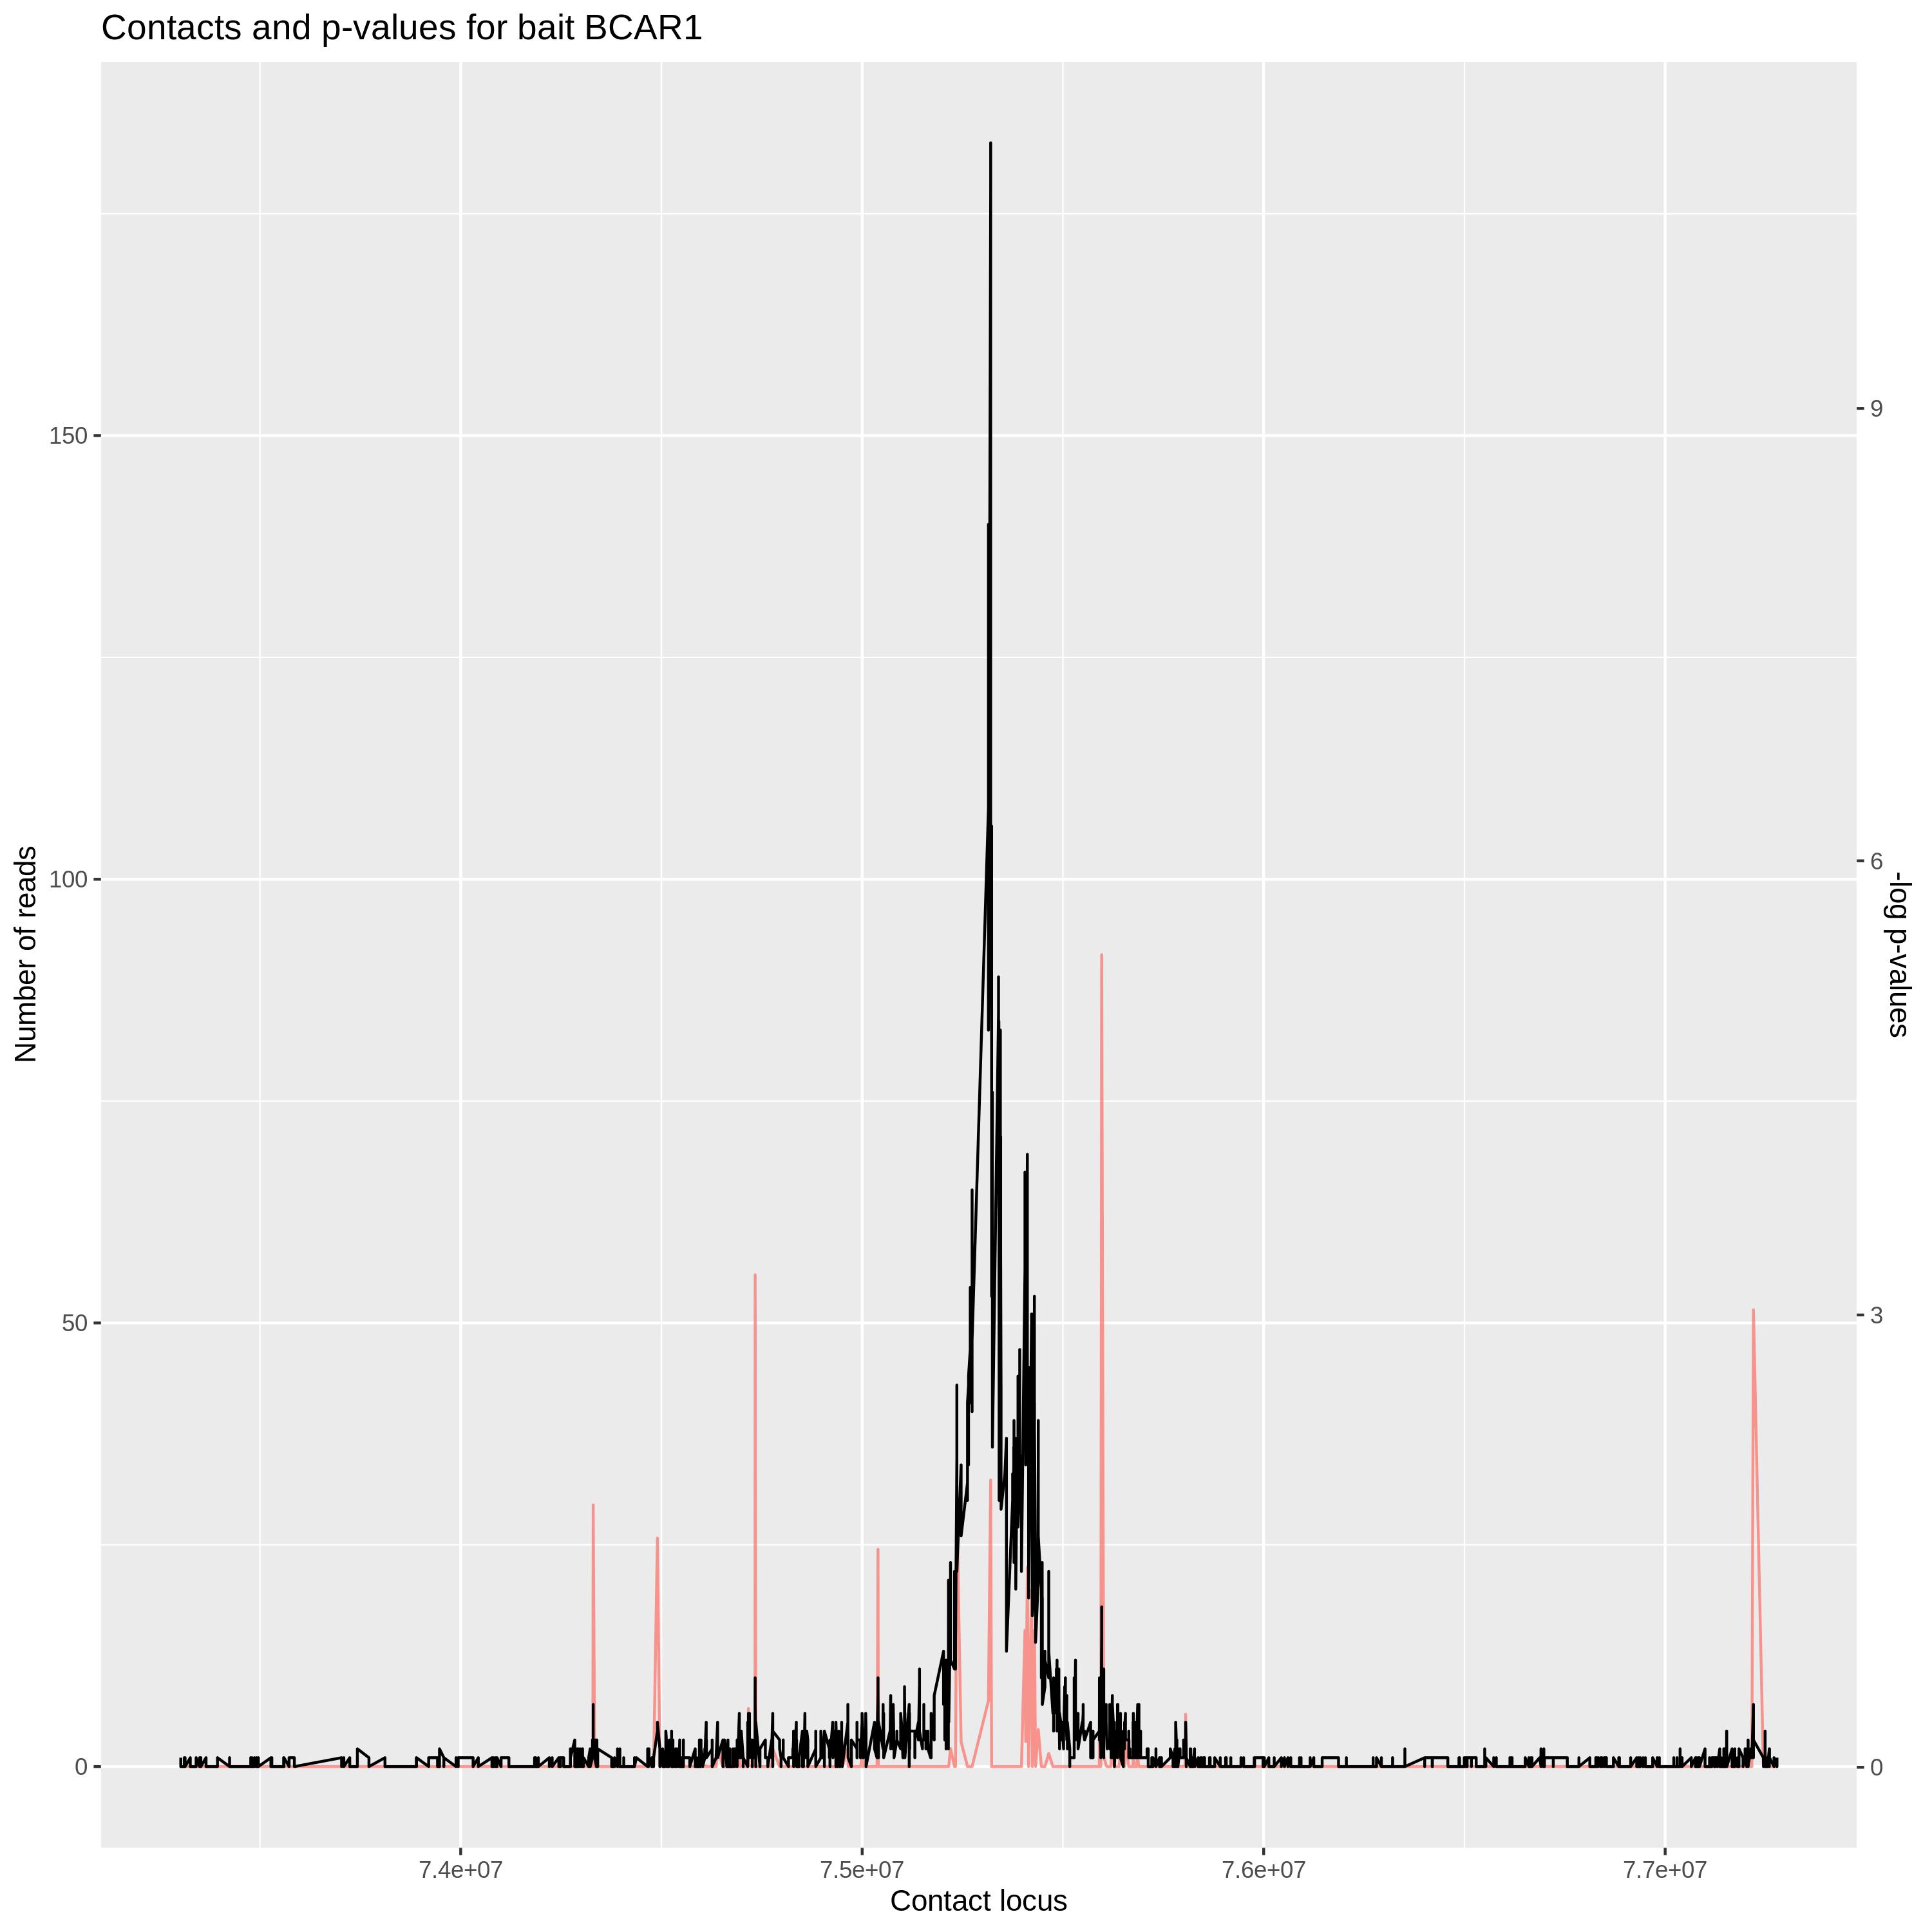 Contacts and p-values for bait BCAR1
Number of reads
150
100
50
0
9
6
3
0
-log p-values
7.4e+07
7.5e+07
7.6e+07
7.7e+07
Contact locus